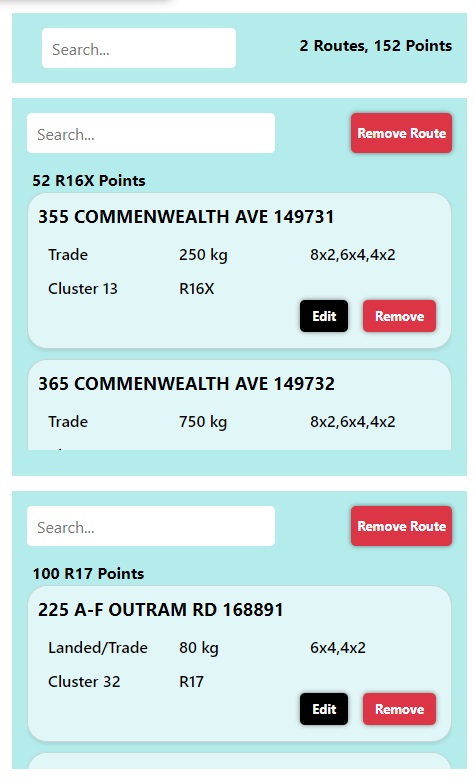 Search...
2 Routes, 152 Points
Search...
Remove Route
52 R16X Points
355 COMMENWEALTH AVE 149731
Trade 250 kg 8x2,6x4,4x2
Cluster 13 R16X
Edit Remove
365 COMMENWEALTH AVE 149732
Trade 750 kg 8x2,6x4,4x2
Search...
Remove Route
100 R17 Points
225 A-F OUTRAM RD 168891
Landed/Trade 80 kg 6x4,4x2
Cluster 32 R17
Edit Remove